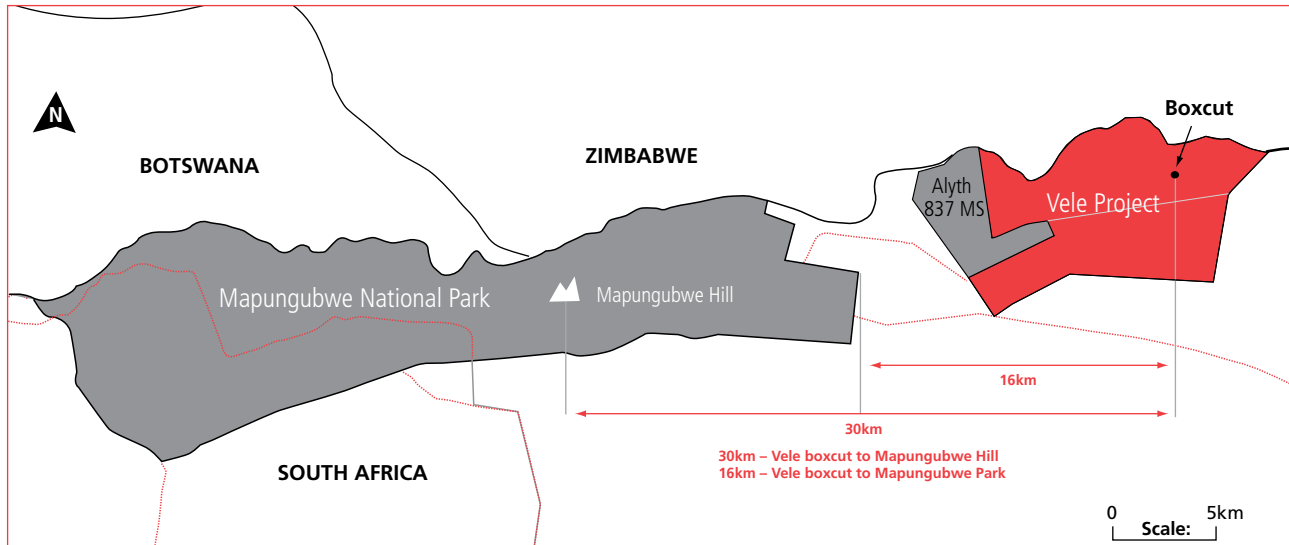 N
Boxcut
BOTSWANA
ZIMBABWE
Alyth
837 MS
Vele Project
Mapungubwe National Park
Mapungubwe Hill
16km
30km
30km – Vele boxcut to Mapungubwe Hill
16km – Vele boxcut to Mapungubwe Park
SOUTH AFRICA
0 5km
Scale: